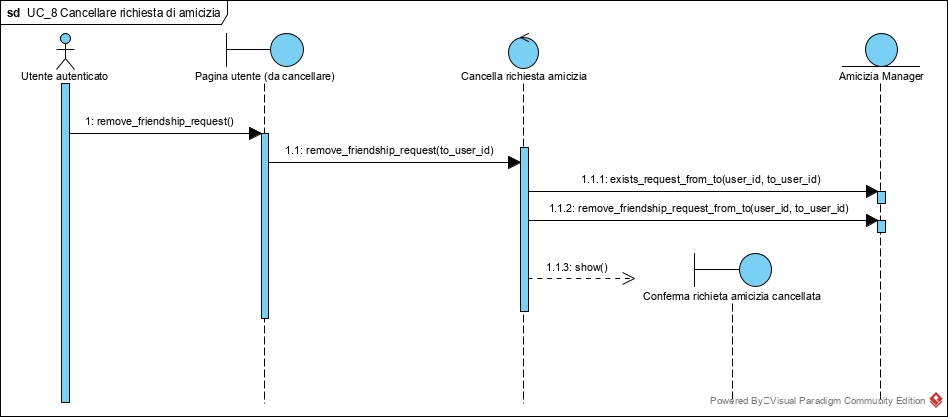 sd UC_8 Cancellare richiesta di amicizia
Utente autenticato
Pagina utente (da cancellare)
Cancella richiesta amicizia
Amicizia Manager
1: remove_friendship_request()
1.1: remove_friendship_request(to_user_id)
1.1.1: exists_request_from_to(user_id, to_user_id)
1.1.2: remove_friendship_request_from_to(user_id, to_user_id)
1.1.3: show()
Conferma richieta amicizia cancellata
Powered By Visual Paradigm Community Edition